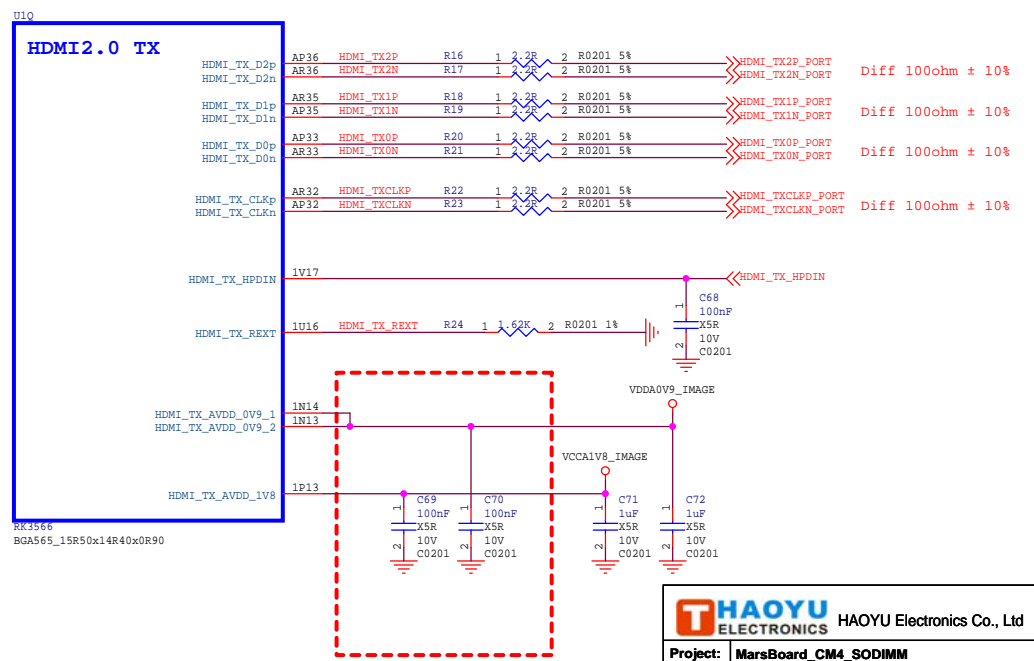 U1Q
HDMI2.0 TX
HDMI_TX_D2p AP36 HDMI_TX2P R16 1 2.2R 2 R0201 5% HDMI_TX2P_PORT
HDMI_TX_D2n AR36 HDMI_TX2N R17 1 2.2R 2 R0201 5% HDMI_TX2N_PORT
Diff 100ohm ± 10%
HDMI_TX_D1p AR35 HDMI_TX1P R18 1 2.2R 2 R0201 5% HDMI_TX1P_PORT
HDMI_TX_D1n AP35 HDMI_TX1N R19 1 2.2R 2 R0201 5% HDMI_TX1N_PORT
Diff 100ohm ± 10%
HDMI_TX_D0p AP33 HDMI_TX0P R20 1 2.2R 2 R0201 5% HDMI_TX0P_PORT
HDMI_TX_D0n AR33 HDMI_TX0N R21 1 2.2R 2 R0201 5% HDMI_TX0N_PORT
Diff 100ohm ± 10%
HDMI_TX_CLKp AR32 HDMI_TXCLKP R22 1 2.2R 2 R0201 5% HDMI_TXCLKP_PORT
HDMI_TX_CLKn AP32 HDMI_TXCLKN R23 1 2.2R 2 R0201 5% HDMI_TXCLKN_PORT
Diff 100ohm ± 10%
HDMI_TX_HPDIN 1V17 HDMI_TX_HPDIN
1 C68
100nF
X5R
10V
2 C0201
HDMI_TX_REXT 1U16 HDMI_TX_REXT R24 1 1.62K 2 R0201 1%
VDDA0V9_IMAGE
HDMI_TX_AVDD_0V9_1 1N14
HDMI_TX_AVDD_0V9_2 1N13
VCCA1V8_IMAGE
HDMI_TX_AVDD_1V8 1P13
1 C69 1 C70 1 C71 1 C72
100nF 100nF 1uF 1uF
X5R X5R X5R X5R
10V 10V 10V 10V
2 C0201 2 C0201 2 C0201 2 C0201
RK3566
BGA565_15R50x14R40x0R90
HAOYU ELECTRONICS
HAOYU Electronics Co., Ltd
Project: MarsBoard_CM4_SODIMM